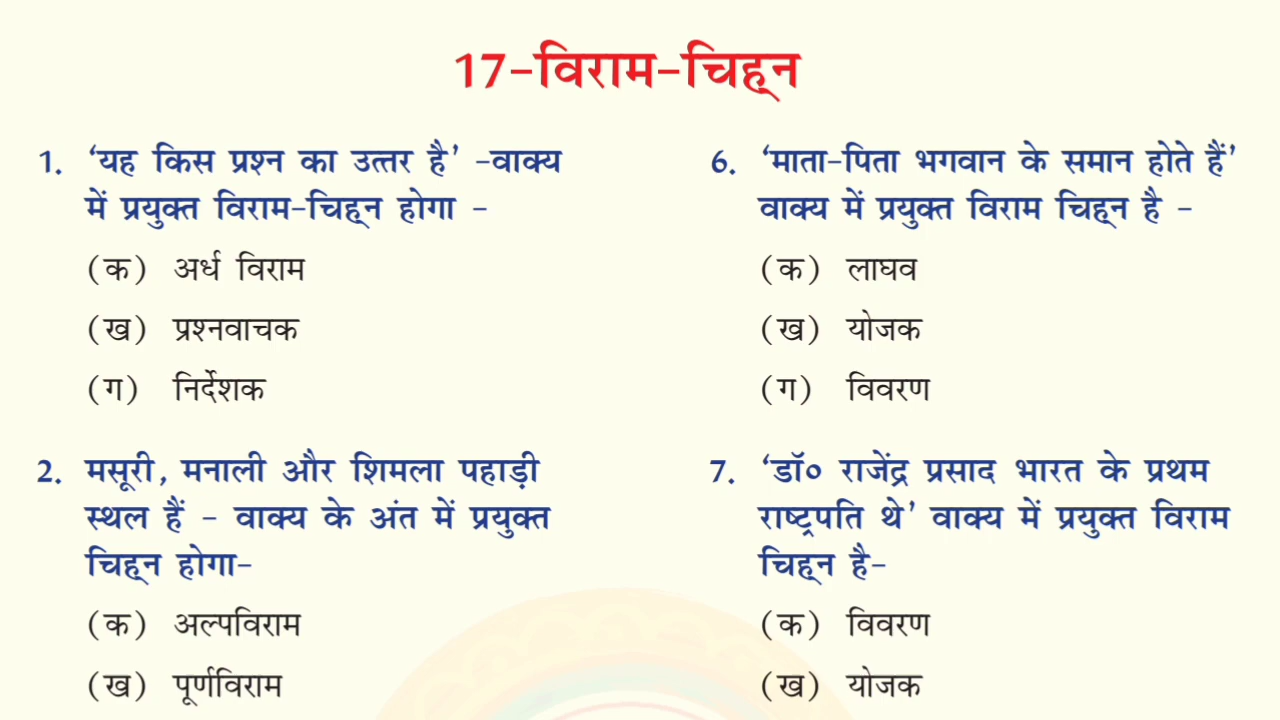 17-विराम-चिह्‌न
1. ‘यह किस प्रश्न का उत्तर है’ -वाक्य
में प्रयुक्त विराम-चिह्‌न होगा -
(क) अर्ध विराम
(ख) प्रश्नवाचक
(ग) निर्देशक
2. मसूरी, मनाली और शिमला पहाड़ी
स्थल हैं - वाक्य के अंत में प्रयुक्त
चिह्‌न होगा-
(क) अल्पविराम
(ख) पूर्णविराम
6. ‘माता-पिता भगवान के समान होते हैं’
वाक्य में प्रयुक्त विराम चिह्‌न है -
(क) लाघव
(ख) योजक
(ग) विवरण
7. ‘डॉ० राजेंद्र प्रसाद भारत के प्रथम
राष्ट्रपति थे’ वाक्य में प्रयुक्त विराम
चिह्‌न है-
(क) विवरण
(ख) योजक